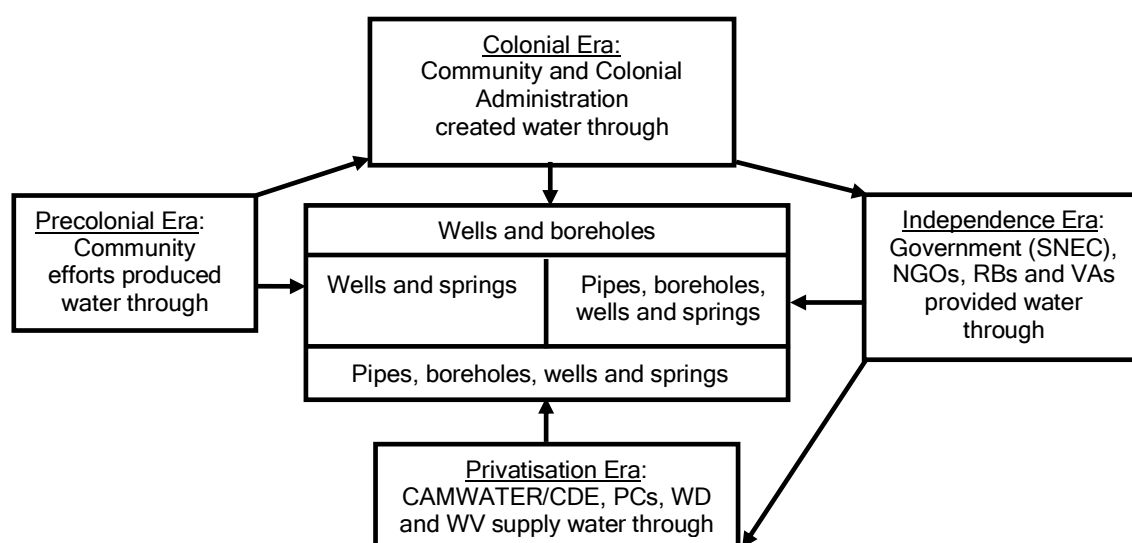 Colonial Era:
Community and Colonial
Administration
created water through
Precolonial Era:
Community
efforts produced
water through
Wells and boreholes
Wells and springs
Pipes, boreholes,
wells and springs
Pipes, boreholes, wells and springs
Independence Era:
Government (SNEC),
NGOs, RBs and VAs
provided water
through
Privatisation Era:
CAMWATER/CDE, PCs, WD
and WV supply water through